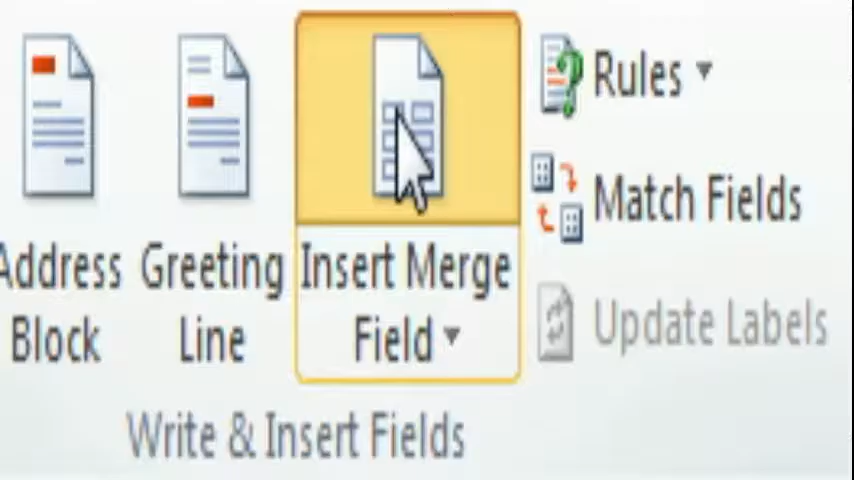 Address Block
Greeting Line
Insert Merge Field
Rules
Match Fields
Update Labels
Write & Insert Fields